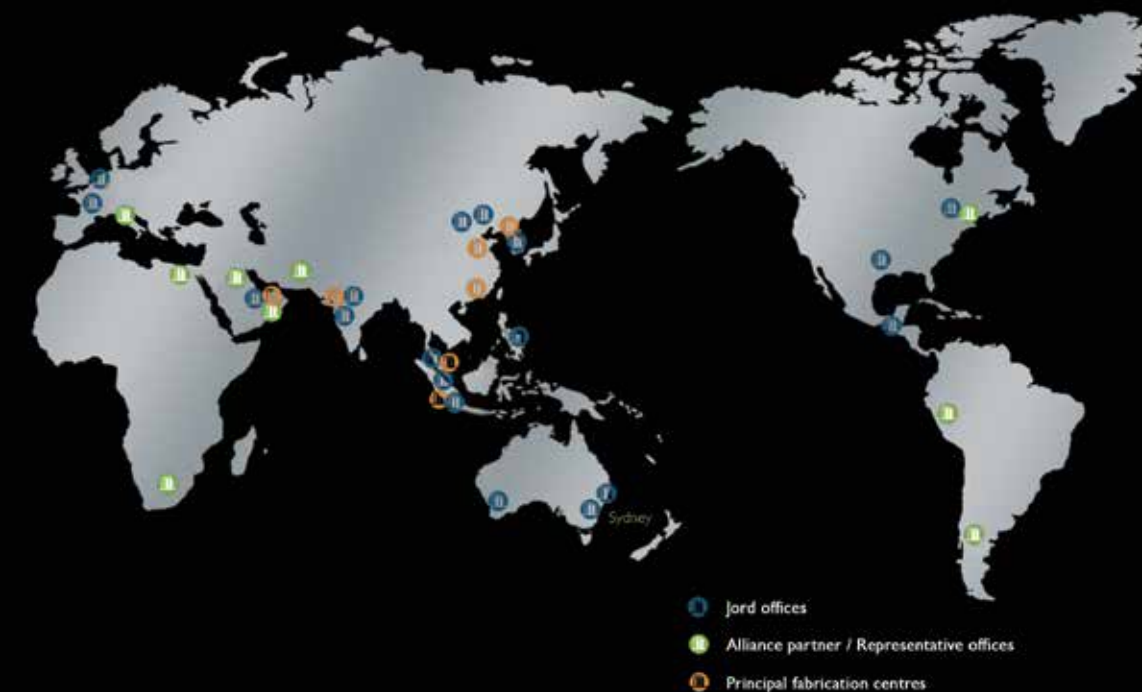 Sydney
Jord offices
Alliance partner / Representative offices
Principal fabrication centres